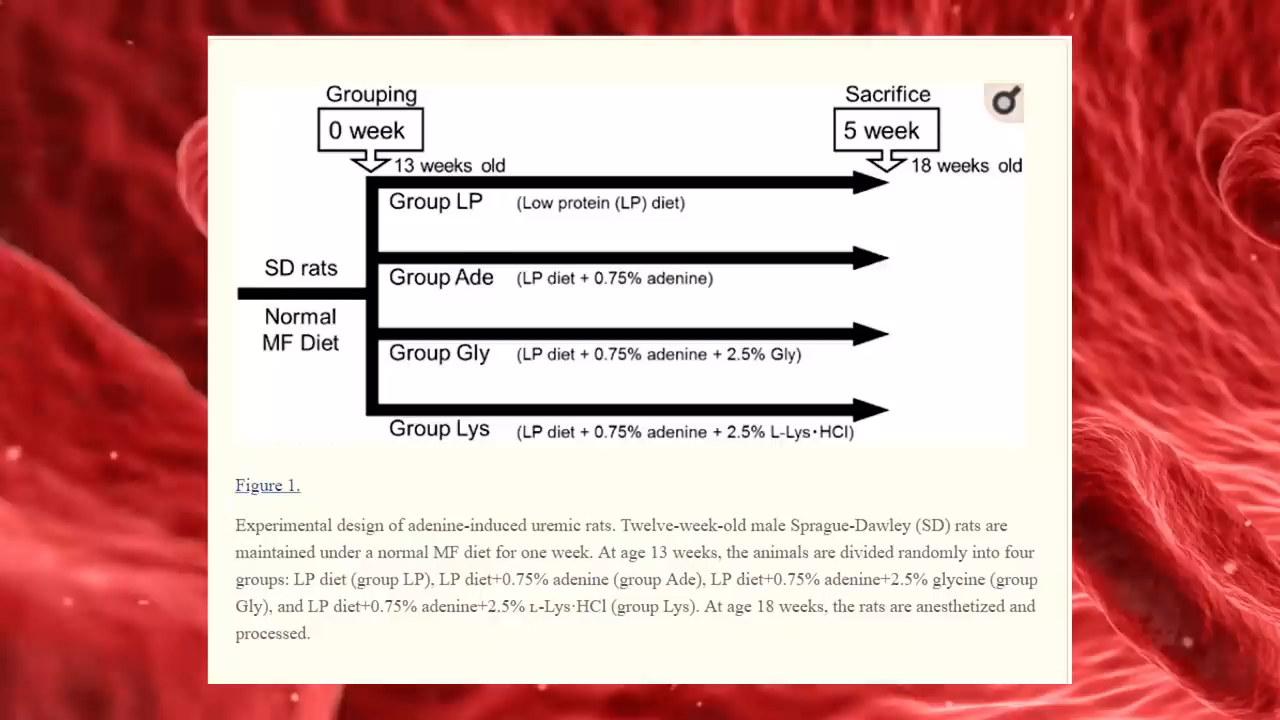 Grouping
Sacrifice
0 week
5 week
13 weeks old
18 weeks old
Group LP (Low protein (LP) diet)
SD rats
Group Ade (LP diet + 0.75% adenine)
Normal
MF Diet
Group Gly (LP diet + 0.75% adenine + 2.5% Gly)
Group Lys (LP diet + 0.75% adenine + 2.5% L-Lys·HCl)
Figure 1.
Experimental design of adenine-induced uremic rats. Twelve-week-old male Sprague-Dawley (SD) rats are
maintained under a normal MF diet for one week. At age 13 weeks, the animals are divided randomly into four
groups: LP diet (group LP), LP diet+0.75% adenine (group Ade), LP diet+0.75% adenine+2.5% glycine (group
Gly), and LP diet+0.75% adenine+2.5% ʟ-Lys·HCl (group Lys). At age 18 weeks, the rats are anesthetized and
processed.